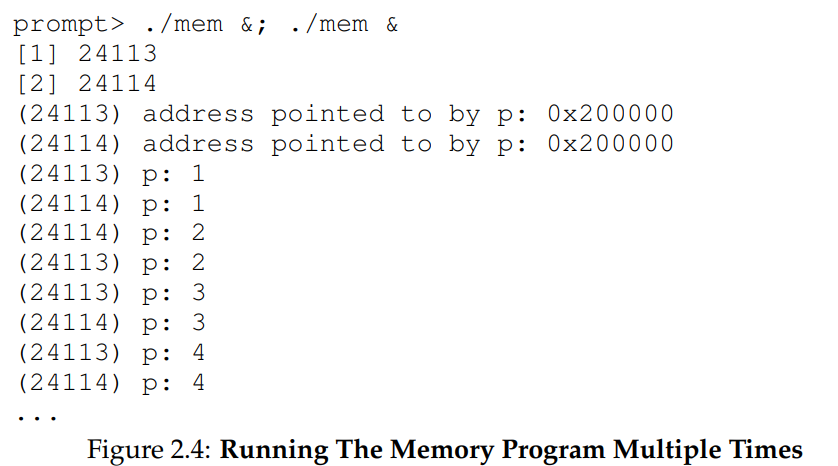 prompt> ./mem &; ./mem &
[1] 24113
[2] 24114
(24113) address pointed to by p: 0x200000
(24114) address pointed to by p: 0x200000
(24113) p: 1
(24114) p: 1
(24114) p: 2
(24113) p: 2
(24113) p: 3
(24114) p: 3
(24113) p: 4
(24114) p: 4
...
Figure 2.4: Running The Memory Program Multiple Times